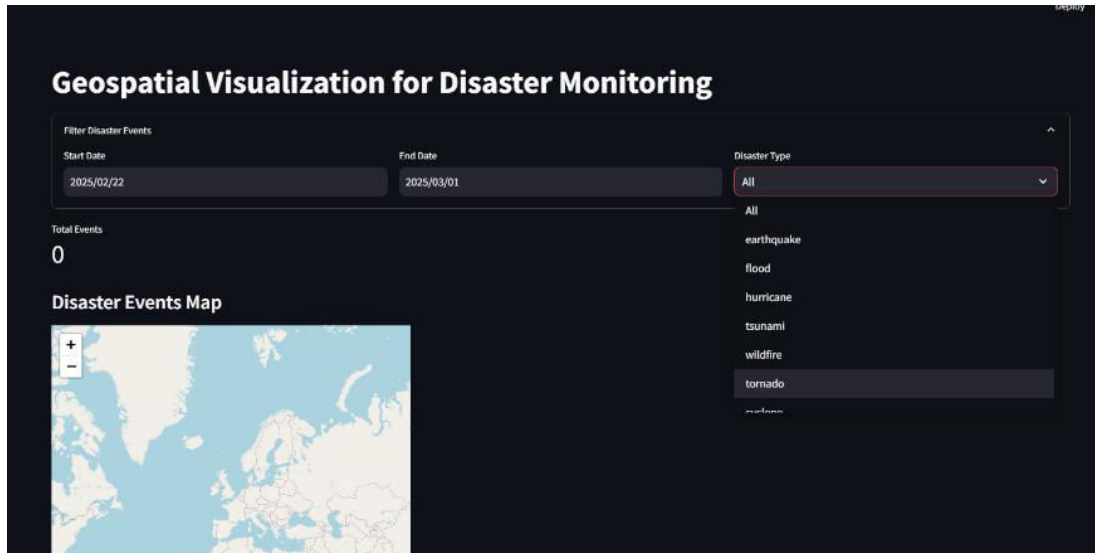 Deploy
Geospatial Visualization for Disaster Monitoring
Filter Disaster Events
Start Date
End Date
Disaster Type
2025/02/22
2025/03/01
All
All
earthquake
Total Events
0
flood
hurricane
Disaster Events Map
tsunami
+
−
wildfire
tornado
cyclone